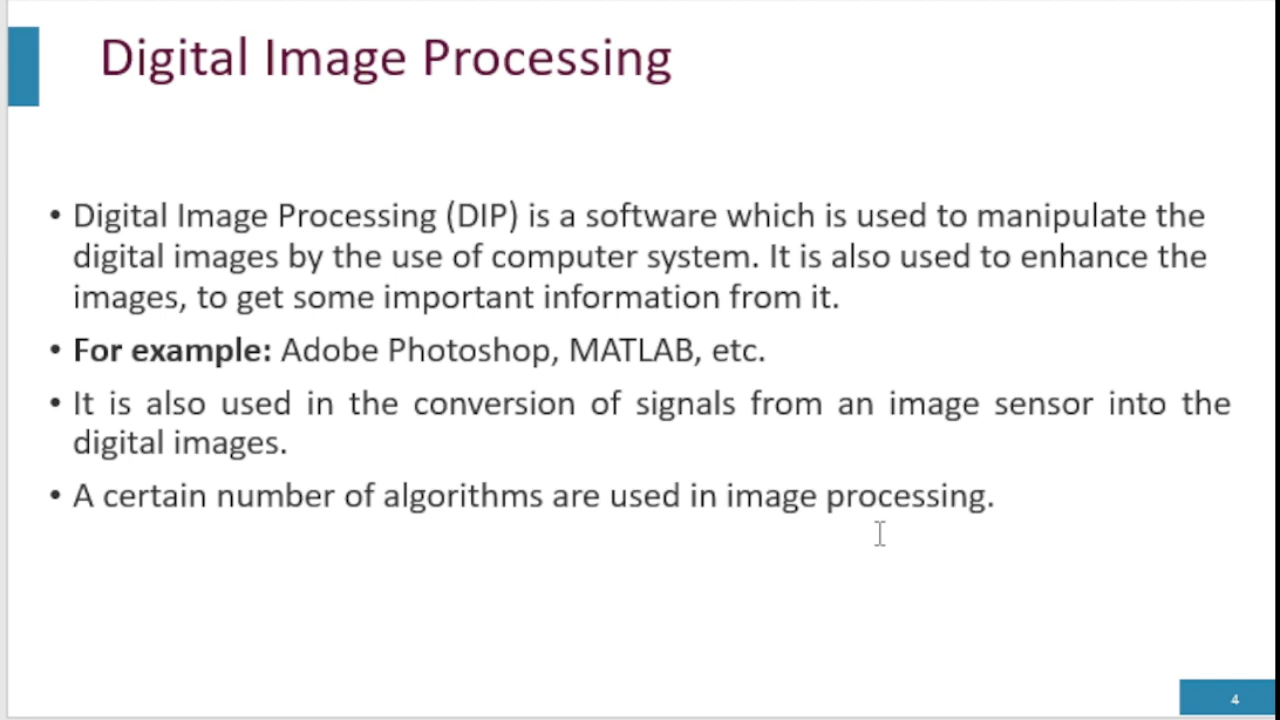 Digital Image Processing
• Digital Image Processing (DIP) is a software which is used to manipulate the
digital images by the use of computer system. It is also used to enhance the
images, to get some important information from it.
• For example: Adobe Photoshop, MATLAB, etc.
• It is also used in the conversion of signals from an image sensor into the
digital images.
• A certain number of algorithms are used in image processing.
4